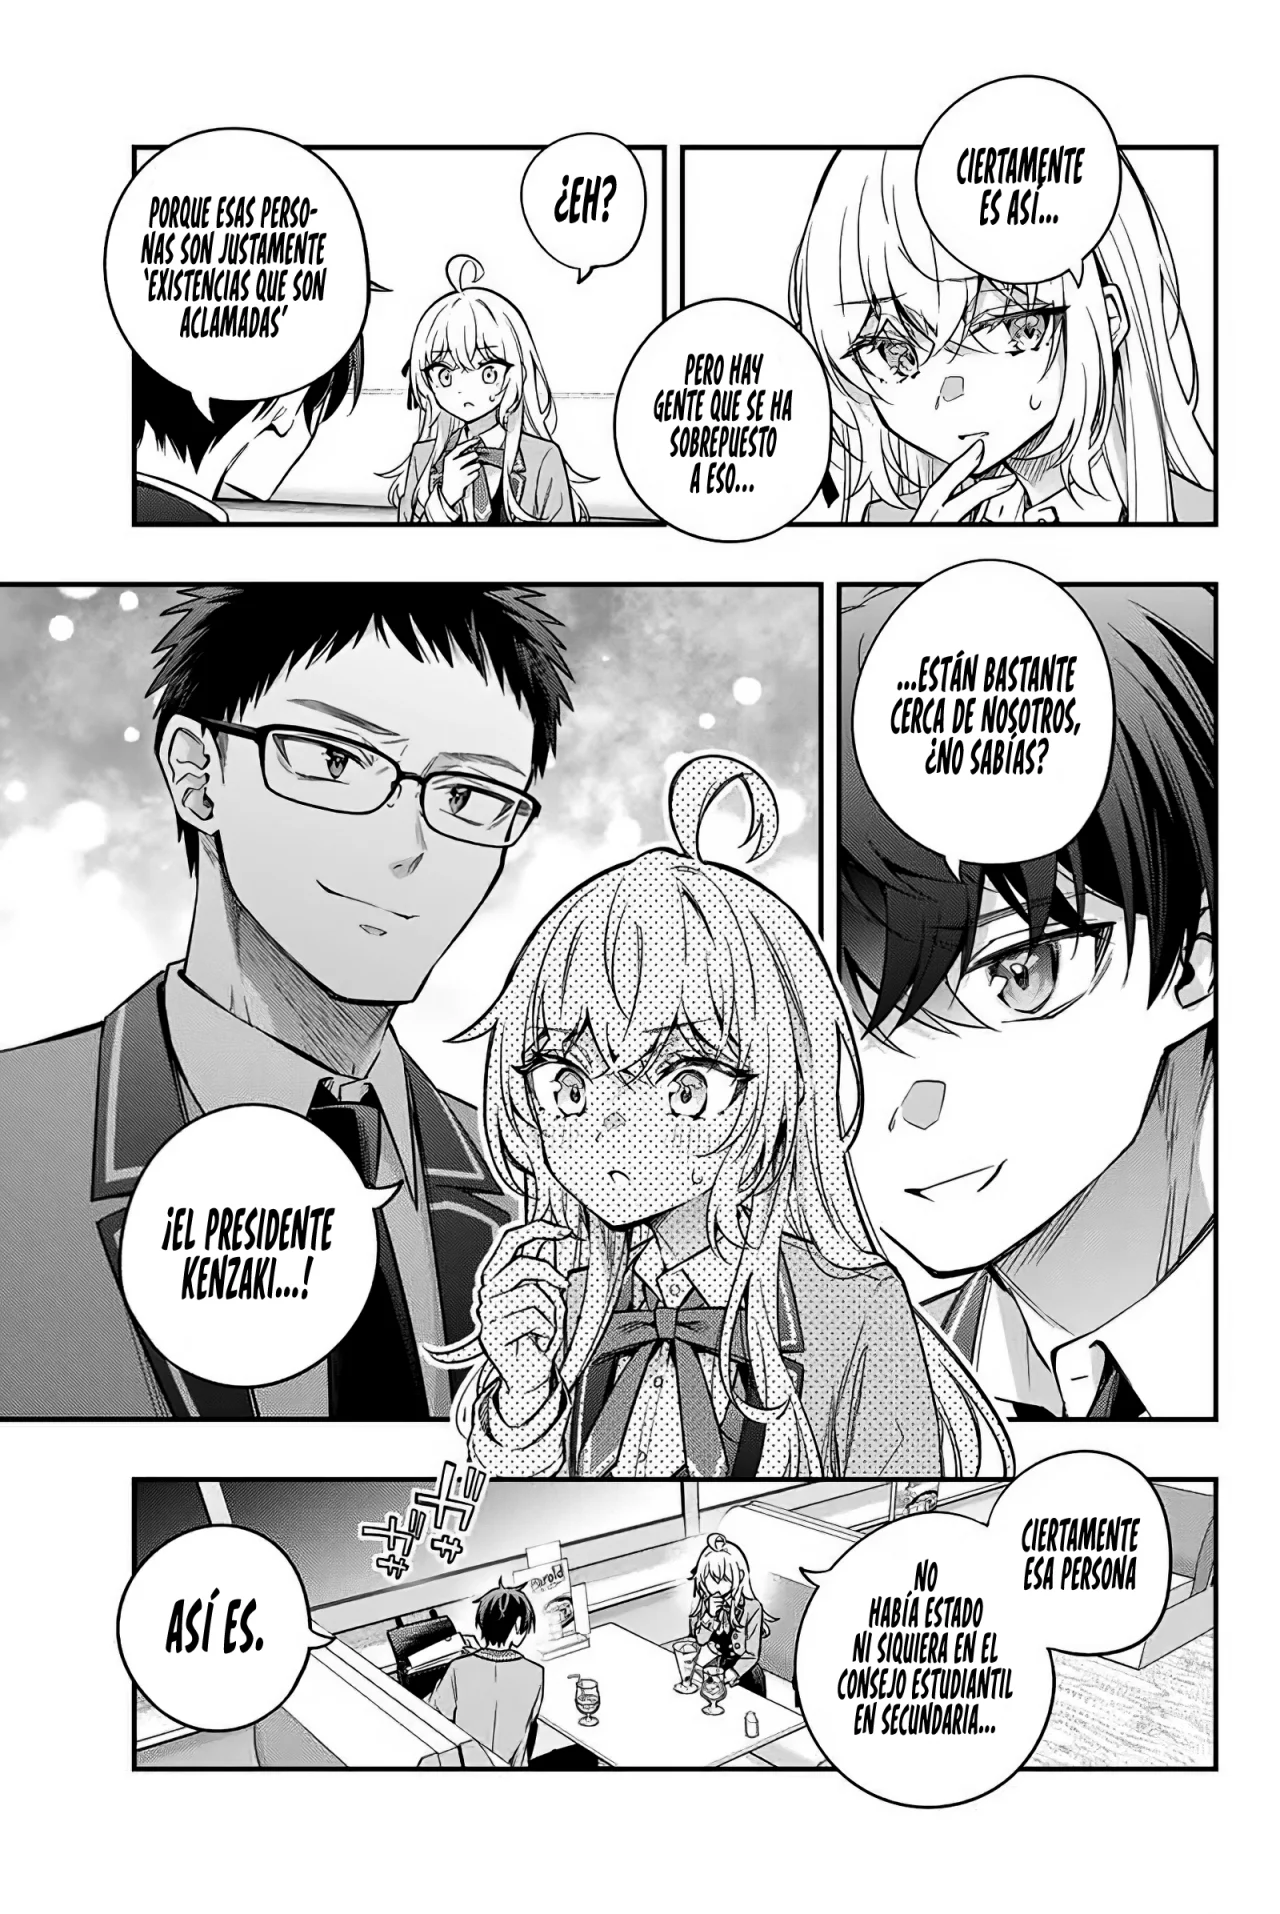 CIERTAMENTE
ES ASÍ...
PERO HAY
GENTE QUE SE HA
SOBREPUESTO
A ESO...
¿EH?
PORQUE ESAS PERSO-
NAS SON JUSTAMENTE
‘EXISTENCIAS QUE SON
ACLAMADAS’
...ESTÁN BASTANTE
CERCA DE NOSOTROS,
¿NO SABÍAS?
¡EL PRESIDENTE
KENZAKI...!
CIERTAMENTE
ESA PERSONA
NO
HABÍA ESTADO
NI SIQUIERA EN EL
CONSEJO ESTUDIANTIL
EN SECUNDARIA...
ASÍ ES.